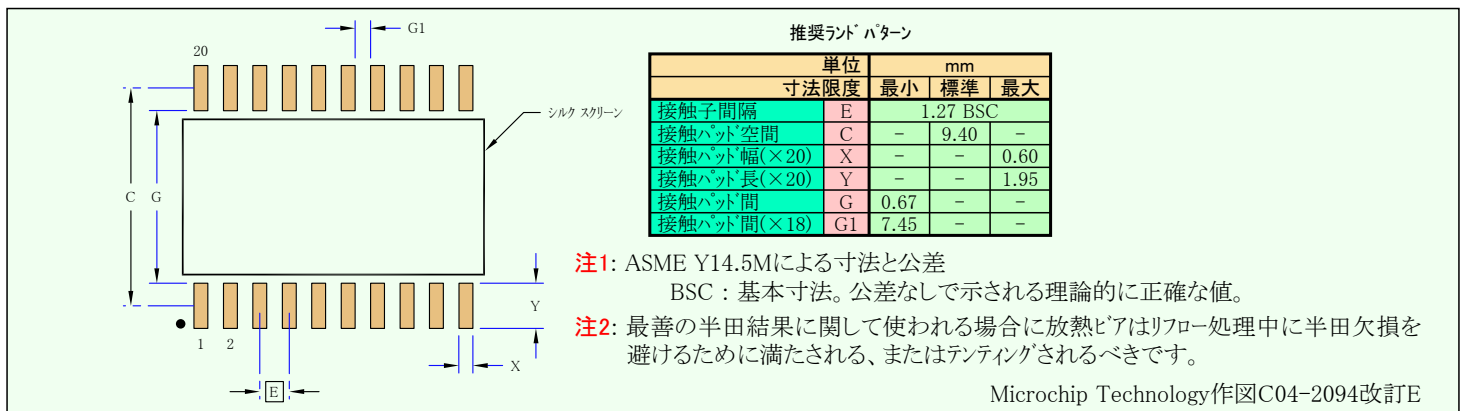 G1
20
シルク スクリーン
C G
Y
1 2
X
E
推奨ランド パターン
単位 mm
寸法限度 最小 標準 最大
接触子間隔 E 1.27 BSC
接触パッド空間 C - 9.40 -
接触パッド幅(×20) X - - 0.60
接触パッド長(×20) Y - - 1.95
接触パッド間 G 0.67 - -
接触パッド間(×18) G1 7.45 - -
注1: ASME Y14.5Mによる寸法と公差
BSC : 基本寸法。公差なしで示される理論的に正確な値。
注2: 最善の半田結果に関して使われる場合に放熱ビアはリフロー処理中に半田欠損を
避けるために満たされる、またはテンティングされるべきです。
Microchip Technology作図C04-2094改訂E